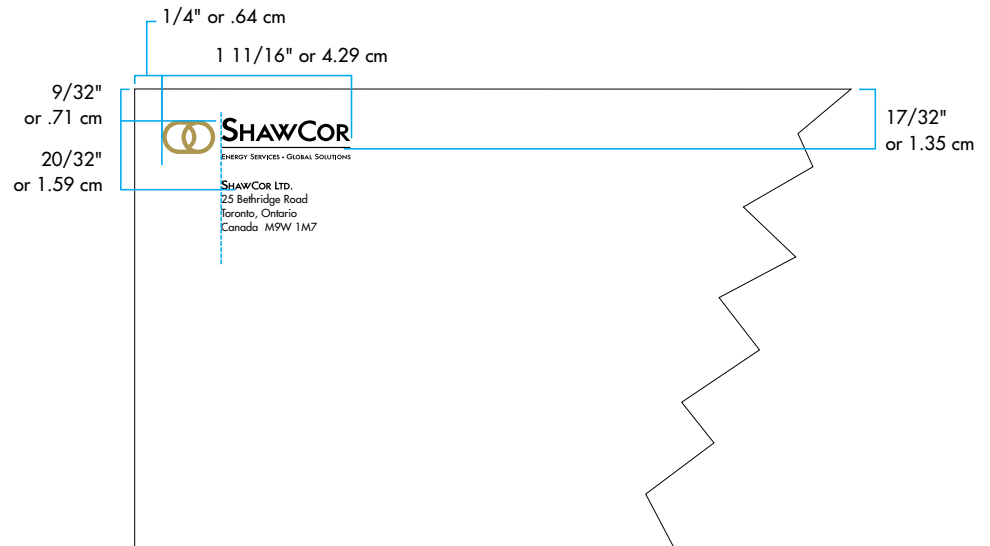 1/4" or .64 cm
1 11/16" or 4.29 cm
9/32"
or .71 cm
20/32"
or 1.59 cm
17/32"
or 1.35 cm
SHAWCOR
ENERGY SERVICES • GLOBAL SOLUTIONS
SHAWCOR LTD.
25 Bethridge Road
Toronto, Ontario
Canada  M9W 1M7